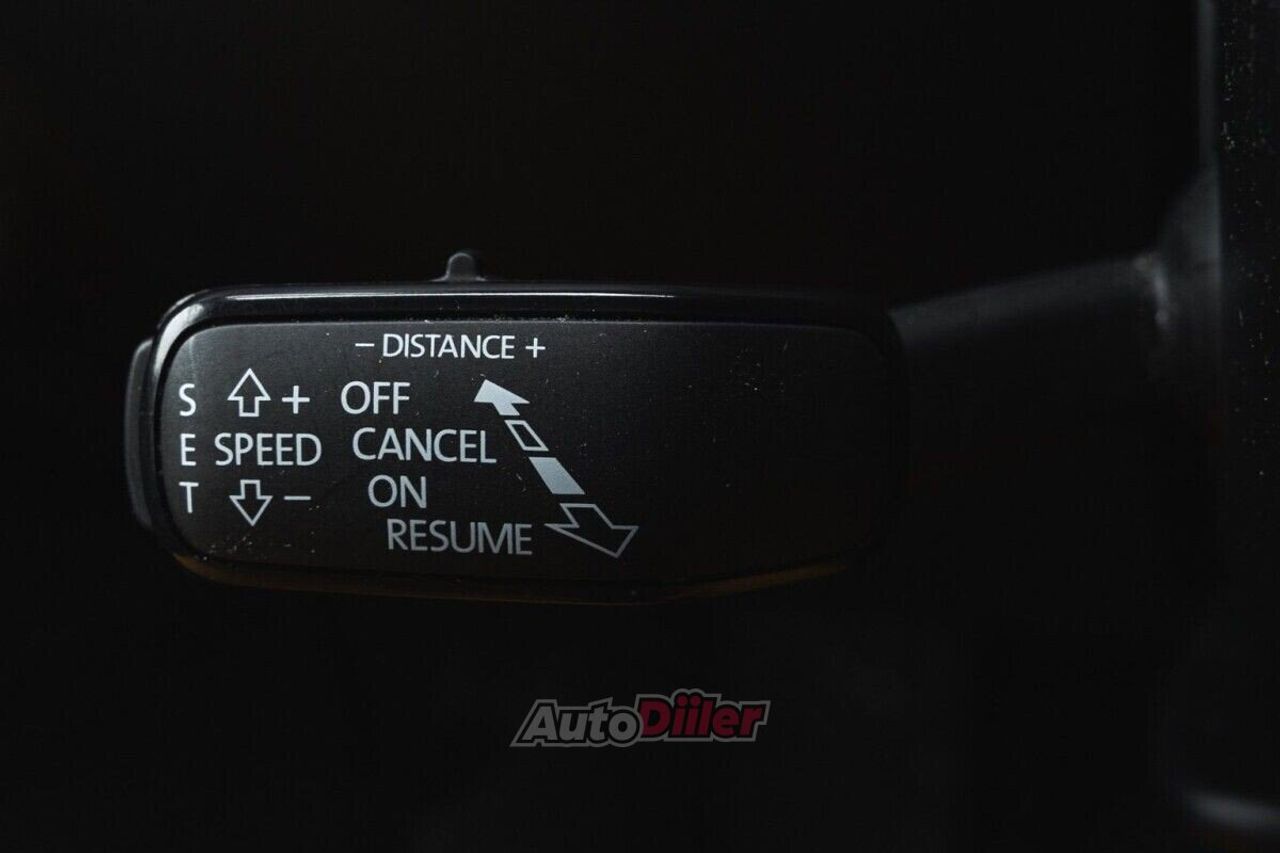 – DISTANCE +
S + OFF
E SPEED CANCEL
T – ON
RESUME
AutoDiiler